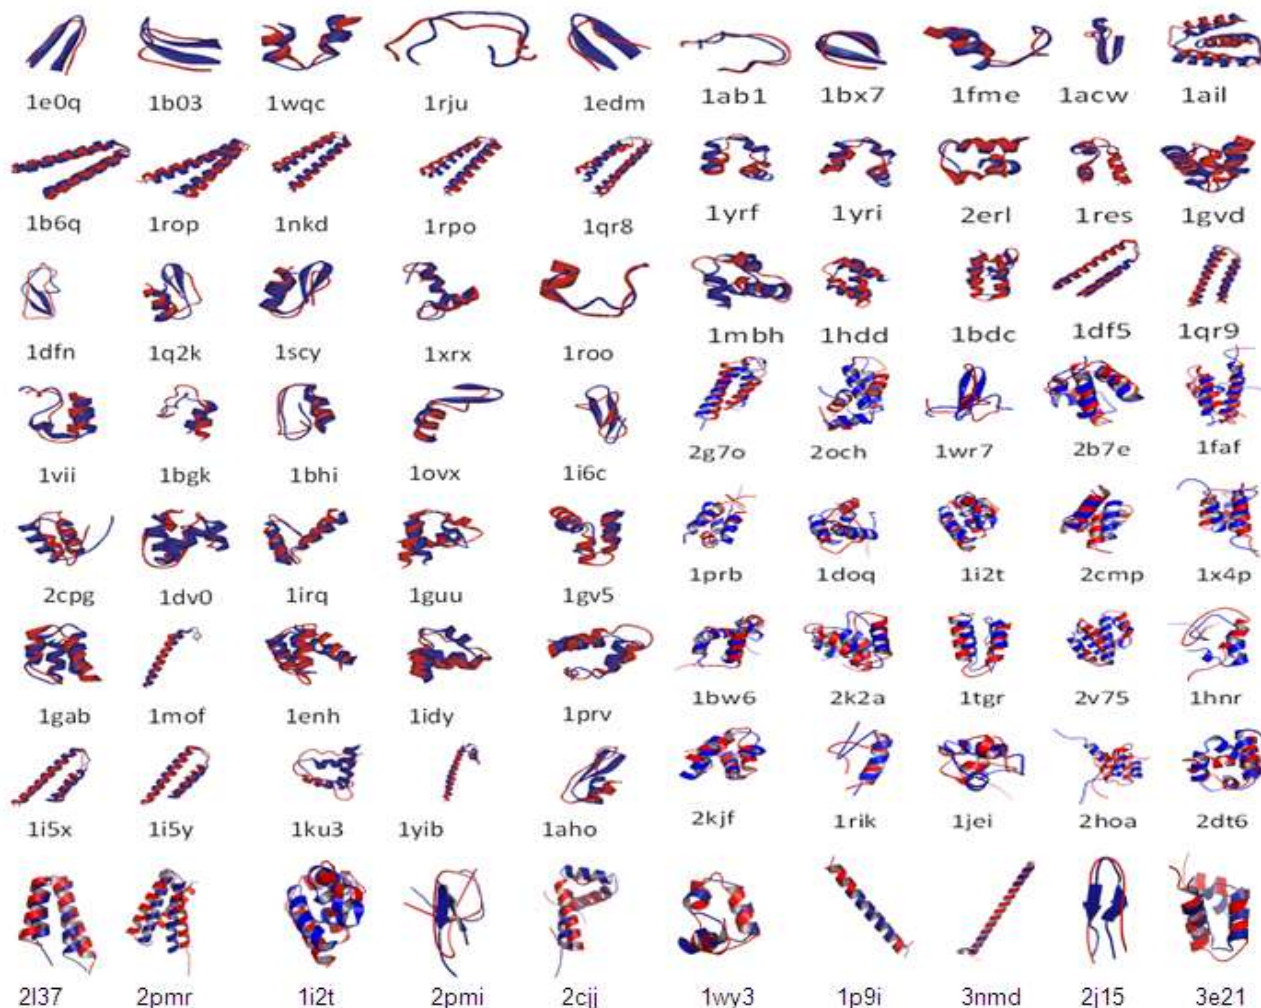 1e0q 1b03 1wqc 1rju 1edm 1ab1 1bx7 1fme 1acw 1ail
1b6q 1rop 1nkd 1rpo 1qr8 1yrf 1yri 2erl 1res 1gvd
1dfn 1q2k 1scy 1xrx 1roo 1mbh 1hdd 1bdc 1df5 1qr9
1vii 1bgk 1bhi 1ovx 1i6c 2g7o 2och 1wr7 2b7e 1faf
2cpg 1dv0 1irq 1guu 1gv5 1prb 1doq 1i2t 2cmp 1x4p
1gab 1mof 1enh 1idy 1prv 1bw6 2k2a 1tgr 2v75 1hnr
1i5x 1i5y 1ku3 1yib 1aho 2kjf 1rik 1jei 2hoa 2dt6
2l37 2pmr 1i2t 2pmi 2cjj 1wy3 1p9i 3nmd 2j15 3e21